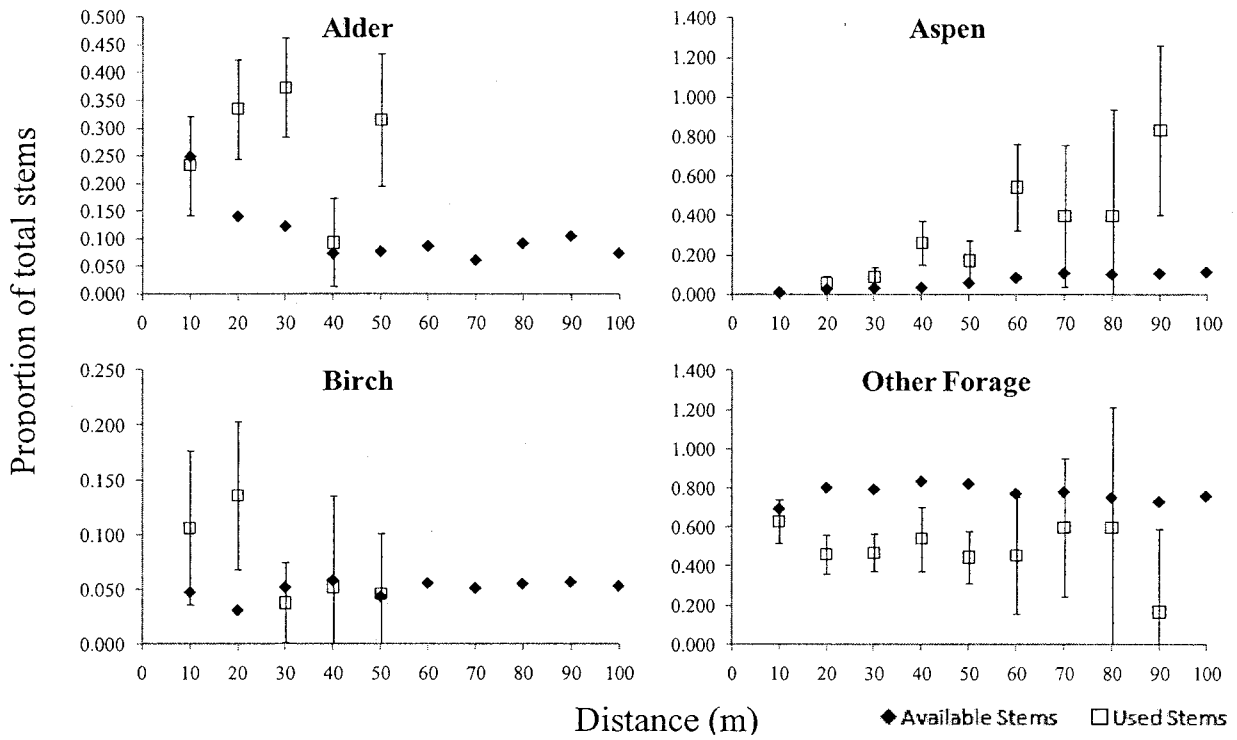 Proportion of total stems
Alder
0.500
0.450
0.400
0.350
0.300
0.250
0.200
0.150
0.100
0.050
0.000
0 10 20 30 40 50 60 70 80 90 100
Aspen
1.400
1.200
1.000
0.800
0.600
0.400
0.200
0.000
0 10 20 30 40 50 60 70 80 90 100
Birch
0.250
0.200
0.150
0.100
0.050
0.000
0 10 20 30 40 50 60 70 80 90 100
Other Forage
1.400
1.200
1.000
0.800
0.600
0.400
0.200
0.000
0 10 20 30 40 50 60 70 80 90 100
Distance (m)
Available Stems
Used Stems